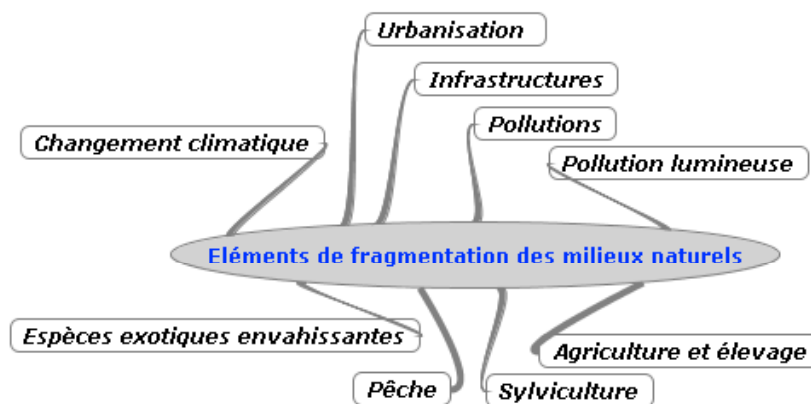 Urbanisation
Infrastructures
Pollutions
Changement climatique
Pollution lumineuse
Eléments de fragmentation des milieux naturels
Espèces exotiques envahissantes
Agriculture et élevage
Pêche
Sylviculture